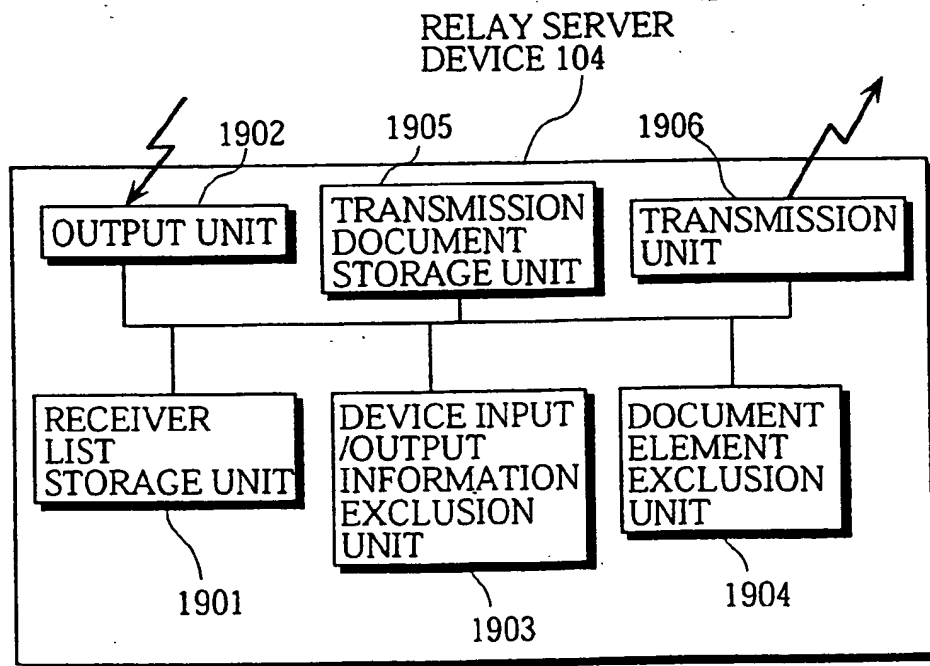 RELAY SERVER
DEVICE 104
1902
1905
1906
OUTPUT UNIT
TRANSMISSION
DOCUMENT
STORAGE UNIT
TRANSMISSION
UNIT
RECEIVER
LIST
STORAGE UNIT
DEVICE INPUT
/OUTPUT
INFORMATION
EXCLUSION
UNIT
DOCUMENT
ELEMENT
EXCLUSION
UNIT
1901
1903
1904